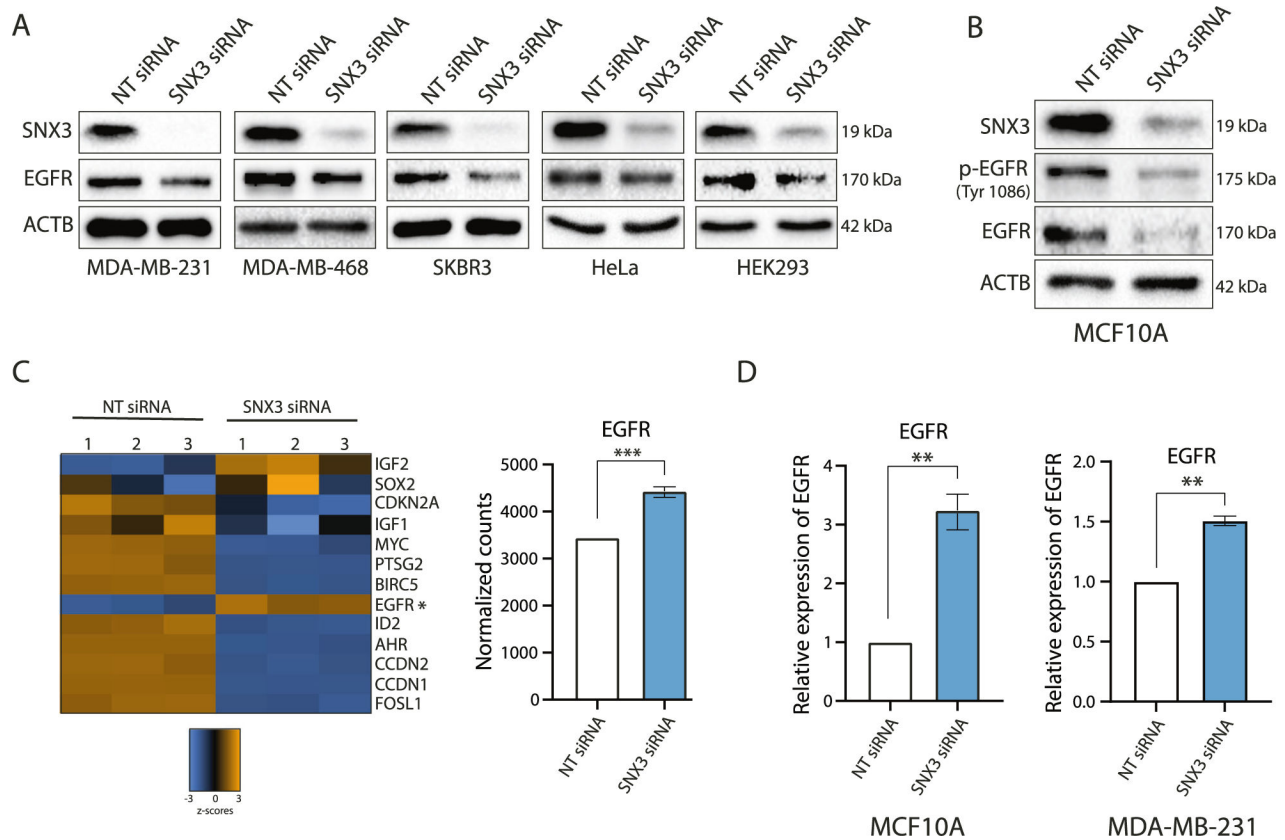 A
NT siRNA SNX3 siRNA NT siRNA SNX3 siRNA NT siRNA SNX3 siRNA NT siRNA SNX3 siRNA NT siRNA SNX3 siRNA
SNX3 19 kDa
EGFR 170 kDa
ACTB 42 kDa
MDA-MB-231 MDA-MB-468 SKBR3 HeLa HEK293
B
NT siRNA SNX3 siRNA
SNX3 19 kDa
p-EGFR 175 kDa
(Tyr 1086)
EGFR 170 kDa
ACTB 42 kDa
MCF10A
C
NT siRNA SNX3 siRNA
1 2 3 1 2 3
IGF2
SOX2
CDKN2A
IGF1
MYC
PTSG2
BIRC5
EGFR *
ID2
AHR
CCDN2
CCDN1
FOSL1
-3 0 3
z-scores
EGFR
***
Normalized counts
5000
4000
3000
2000
1000
0
NT siRNA
SNX3 siRNA
D
EGFR
**
Relative expression of EGFR
4
3
2
1
0
NT siRNA
SNX3 siRNA
MCF10A
EGFR
**
Relative expression of EGFR
2.0
1.5
1.0
0.5
0.0
NT siRNA
SNX3 siRNA
MDA-MB-231